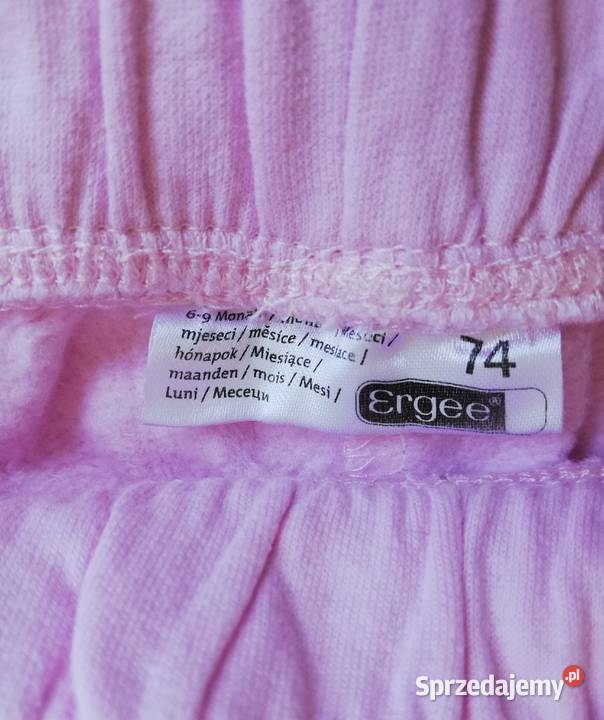 6-9 Mona
mjeseci / měsíce / mesiace /
hónapok / Miesiące /
maanden / mois / Mesi /
Luni / Месеци
74
Ergee®
Sprzedajemy.pl